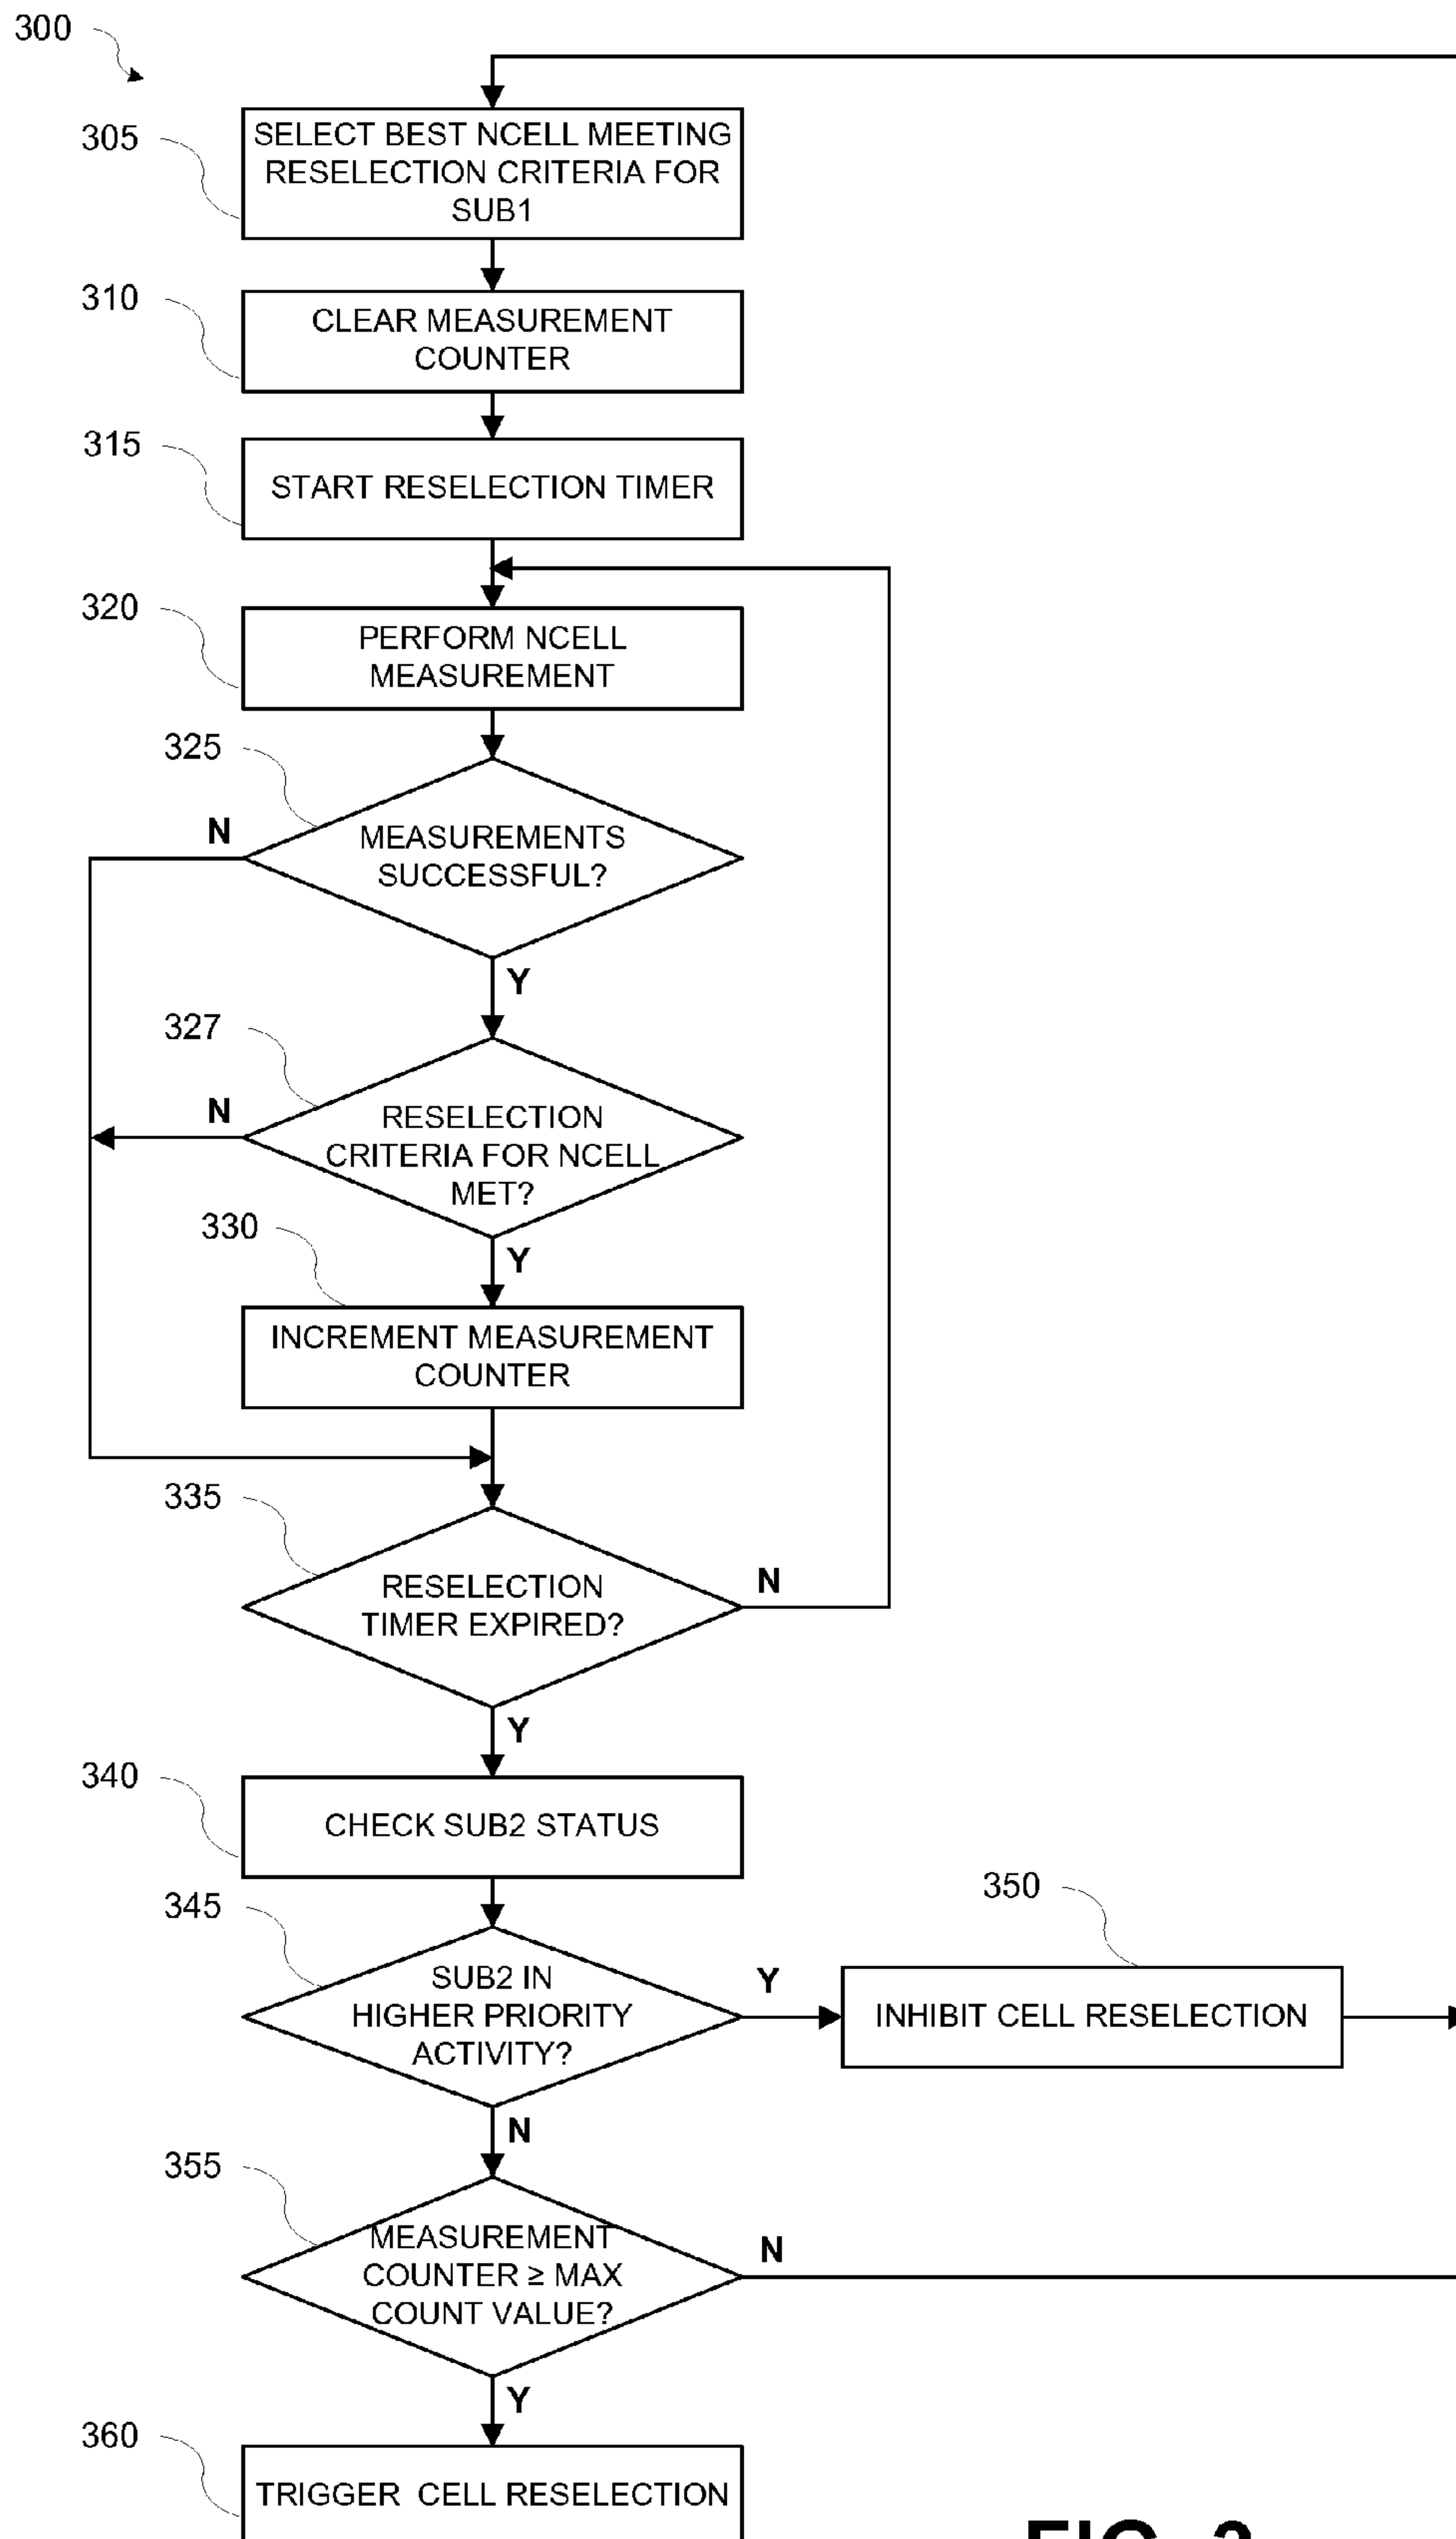 300
305
SELECT BEST NCELL MEETING
RESELECTION CRITERIA FOR
SUB1
310
CLEAR MEASUREMENT
COUNTER
315
START RESELECTION TIMER
320
PERFORM NCELL
MEASUREMENT
325
MEASUREMENTS
SUCCESSFUL?
N
Y
327
RESELECTION
CRITERIA FOR NCELL
MET?
N
Y
330
INCREMENT MEASUREMENT
COUNTER
335
RESELECTION
TIMER EXPIRED?
N
Y
340
CHECK SUB2 STATUS
345
SUB2 IN
HIGHER PRIORITY
ACTIVITY?
Y
350
INHIBIT CELL RESELECTION
N
355
MEASUREMENT
COUNTER ≥ MAX
COUNT VALUE?
N
Y
360
TRIGGER CELL RESELECTION